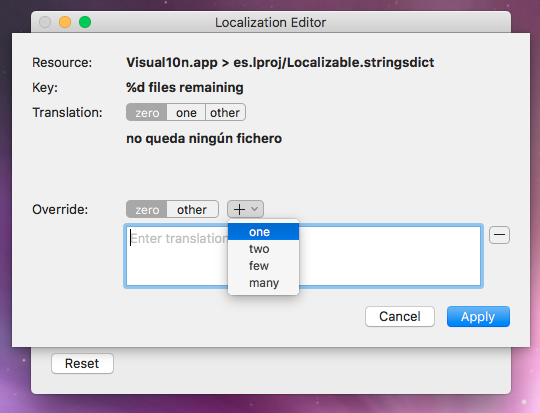 Localization Editor
Resource: Visual10n.app > es.lproj/Localizable.stringsdict
Key: %d files remaining
Translation: zero one other
no queda ningún fichero
Override: zero other +
Enter translation
one
two
few
many
Cancel Apply
Reset